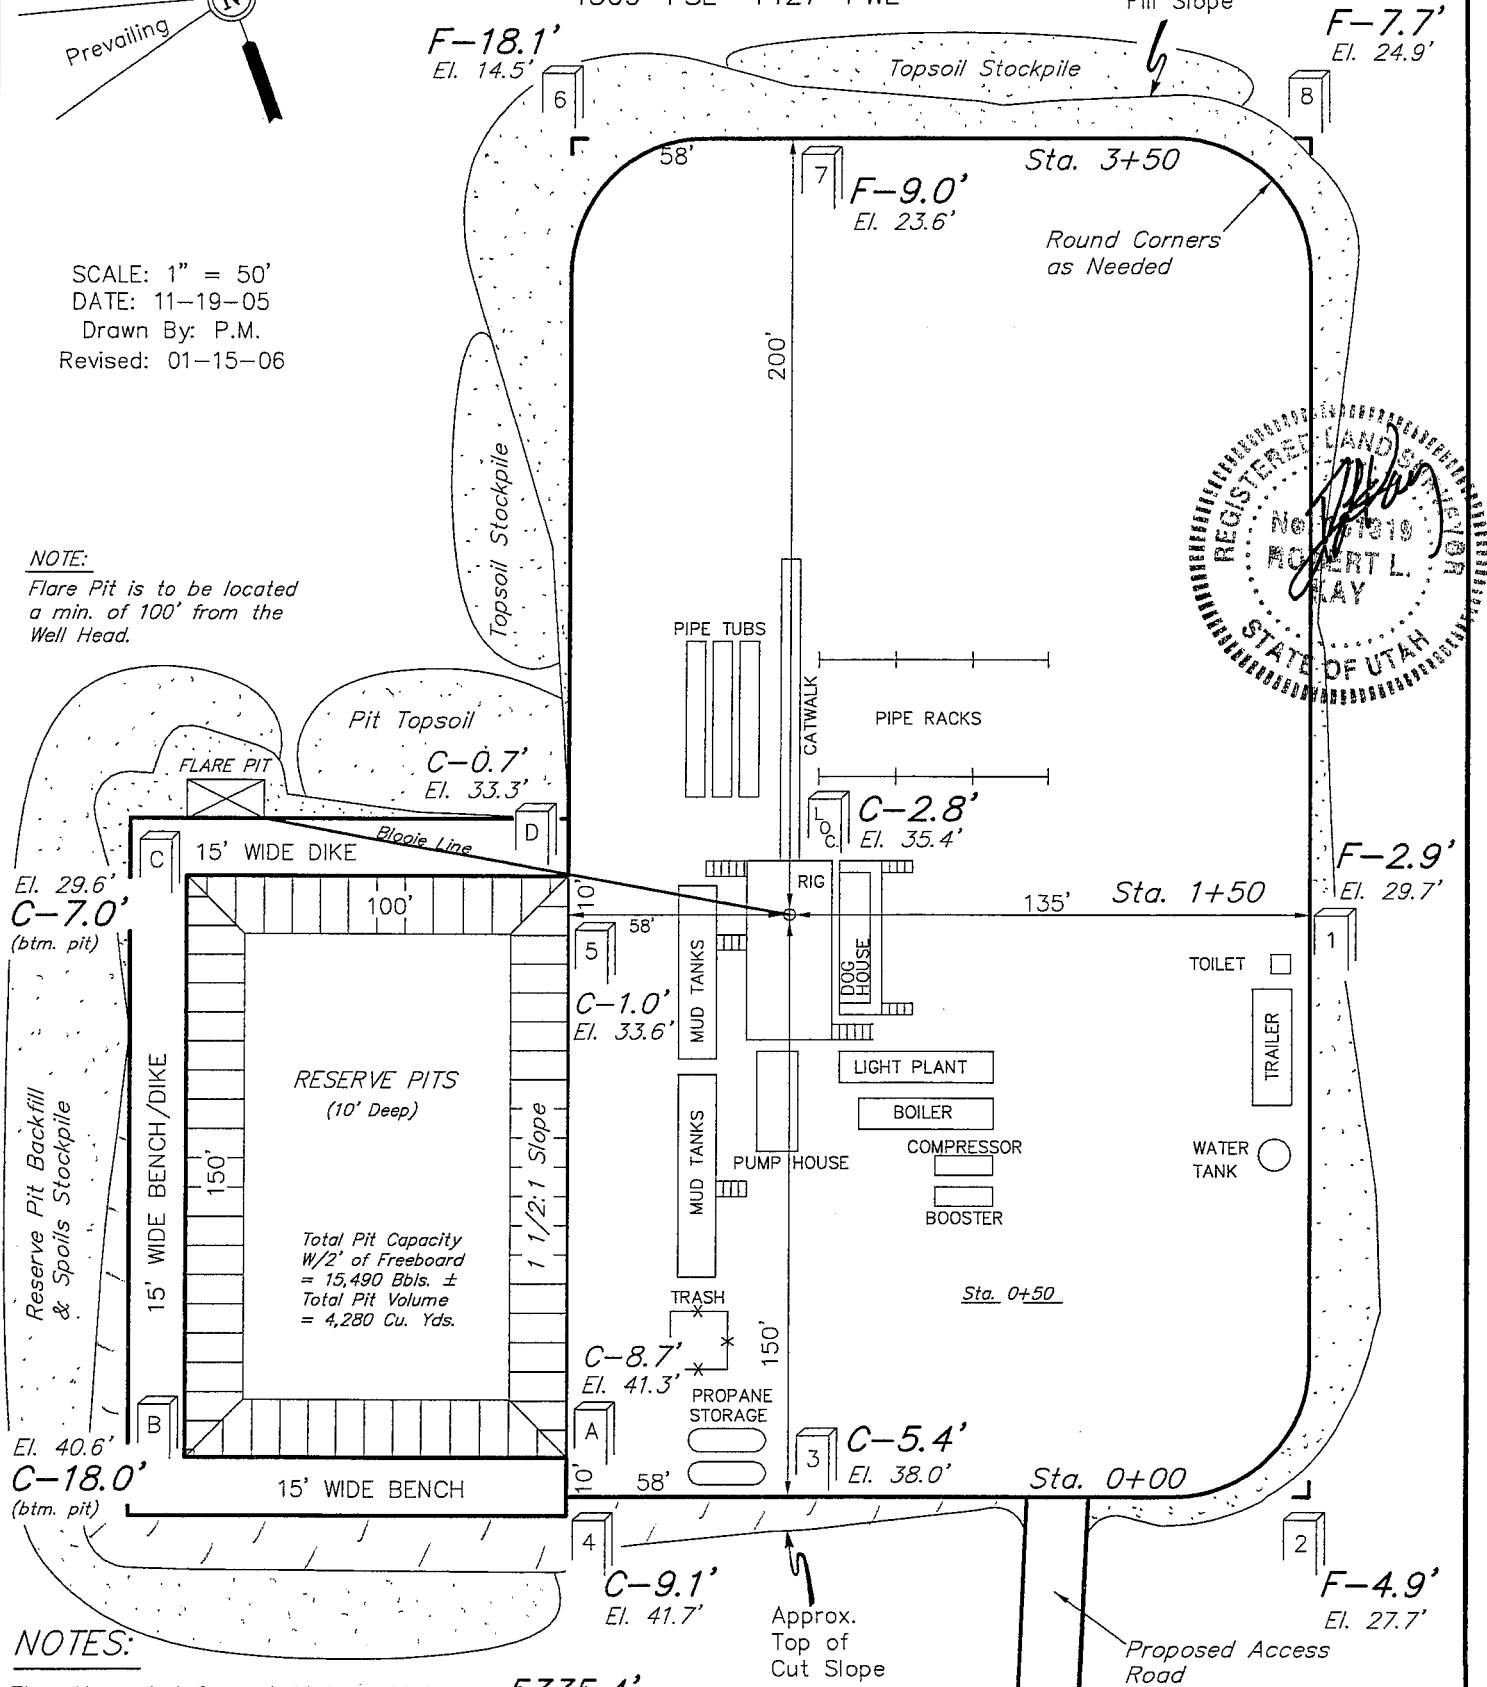 Prevailing
N
F-18.1'
El. 14.5'
6
Topsoil Stockpile
Fill Slope
F-7.7'
El. 24.9'
8
58'
7
Sta. 3+50
F-9.0'
El. 23.6'
Round Corners
as Needed
SCALE: 1" = 50'
DATE: 11-19-05
Drawn By: P.M.
Revised: 01-15-06
200'
Topsoil Stockpile
REGISTERED LAND SURVEYOR
No.
ROBERT L.
KAY
STATE OF UTAH
NOTE:
Flare Pit is to be located
a min. of 100' from the
Well Head.
PIPE TUBS
CATWALK
PIPE RACKS
Pit Topsoil
C-0.7'
El. 33.3'
FLARE PIT
D
Blooie Line
C
15' WIDE DIKE
LOC.
C-2.8'
El. 35.4'
El. 29.6'
C-7.0'
(btm. pit)
100'
10'
58'
RIG
DOG
HOUSE
135'
Sta. 1+50
F-2.9'
El. 29.7'
1
5
C-1.0'
El. 33.6'
MUD TANKS
TOILET
TRAILER
RESERVE PITS
(10' Deep)
LIGHT PLANT
BOILER
COMPRESSOR
PUMP HOUSE
BOOSTER
WATER
TANK
MUD TANKS
Reserve Pit Backfill
& Spoils Stockpile
15' WIDE BENCH/DIKE
150'
1 1/2:1 Slope
Total Pit Capacity
W/2' of Freeboard
= 15,490 Bbls. ±
Total Pit Volume
= 4,280 Cu. Yds.
TRASH
Sta. 0+50
150'
C-8.7'
El. 41.3'
PROPANE
STORAGE
B
A
El. 40.6'
C-18.0'
(btm. pit)
3
C-5.4'
El. 38.0'
15' WIDE BENCH
10'
58'
Sta. 0+00
4
C-9.1'
El. 41.7'
2
F-4.9'
El. 27.7'
Approx.
Top of
Cut Slope
Proposed Access
Road
NOTES: